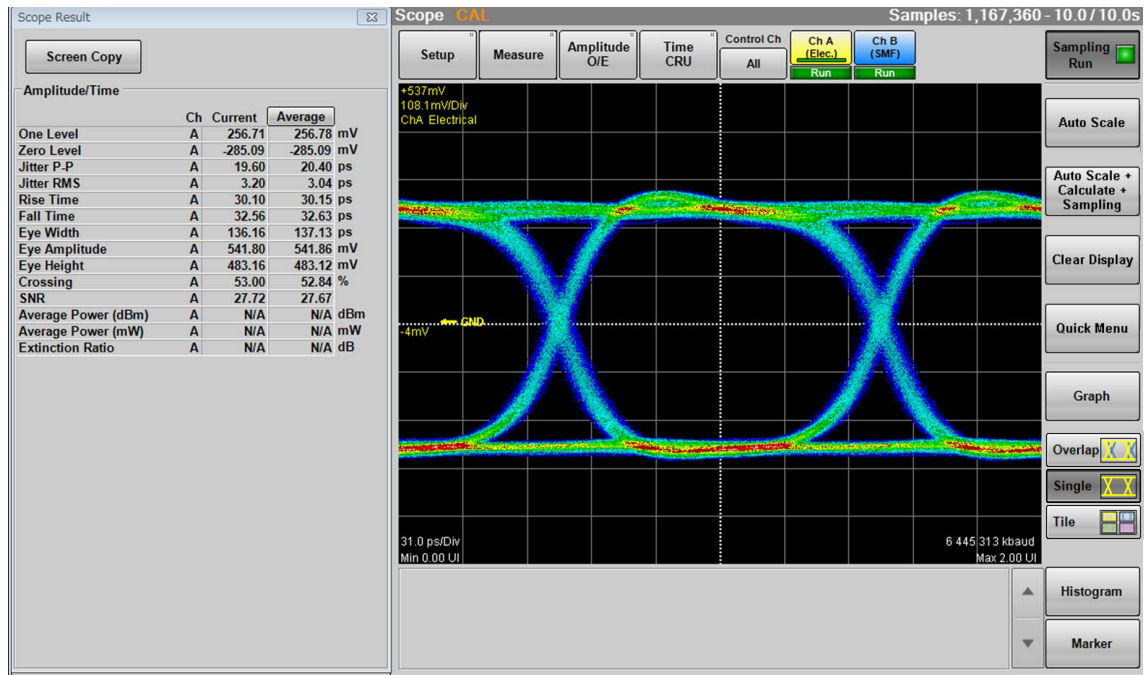 Scope Result
Screen Copy
Amplitude/Time
Ch Current Average
One Level A 256.71 256.78 mV
Zero Level A -285.09 -285.09 mV
Jitter P-P A 19.60 20.40 ps
Jitter RMS A 3.20 3.04 ps
Rise Time A 30.10 30.15 ps
Fall Time A 32.56 32.63 ps
Eye Width A 136.16 137.13 ps
Eye Amplitude A 541.80 541.86 mV
Eye Height A 483.16 483.12 mV
Crossing A 53.00 52.84 %
SNR A 27.72 27.67
Average Power (dBm) A N/A N/A dBm
Average Power (mW) A N/A N/A mW
Extinction Ratio A N/A N/A dB
Scope CAL Samples: 1,167,360 - 10.0 / 10.0s
Setup
Measure
Amplitude
O/E
Time
CRU
Control Ch
All
Ch A
(Elec.)
Run
Ch B
(SMF)
Run
Sampling
Run
+537mV
108.1mV/Div
ChA Electrical
GND
-4mV
31.0 ps/Div
Min 0.00 UI
6 445 313 kbaud
Max 2.00 UI
Auto Scale
Auto Scale +
Calculate +
Sampling
Clear Display
Quick Menu
Graph
Overlap
Single
Tile
Histogram
Marker